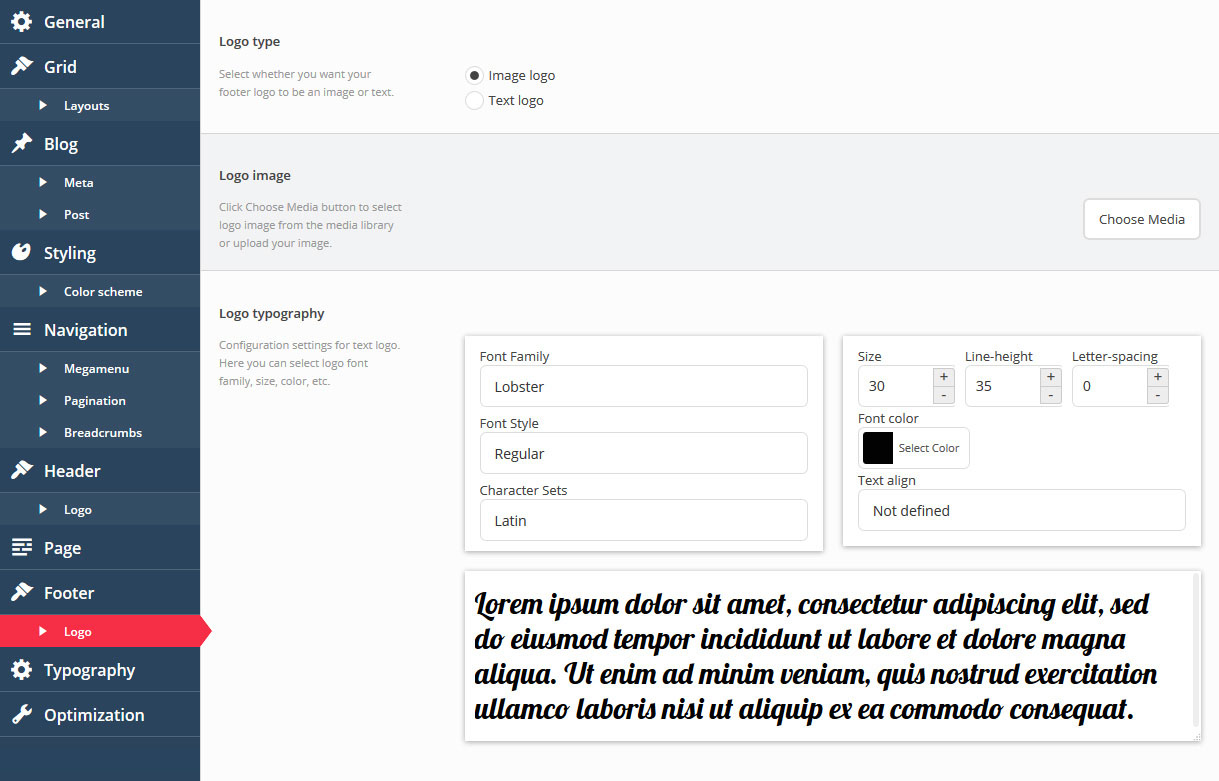 General
Grid
Layouts
Blog
Meta
Post
Styling
Color scheme
Navigation
Megamenu
Pagination
Breadcrumbs
Header
Logo
Page
Footer
Logo
Typography
Optimization
Logo type
Select whether you want your
footer logo to be an image or text.
Image logo
Text logo
Logo image
Click Choose Media button to select
logo image from the media library
or upload your image.
Choose Media
Logo typography
Configuration settings for text logo.
Here you can select logo font
family, size, color, etc.
Font Family
Lobster
Font Style
Regular
Character Sets
Latin
Size Line-height Letter-spacing
30 + - 35 + - 0 + -
Font color
Select Color
Text align
Not defined
Lorem ipsum dolor sit amet, consectetur adipiscing elit, sed
do eiusmod tempor incididunt ut labore et dolore magna
aliqua. Ut enim ad minim veniam, quis nostrud exercitation
ullamco laboris nisi ut aliquip ex ea commodo consequat.